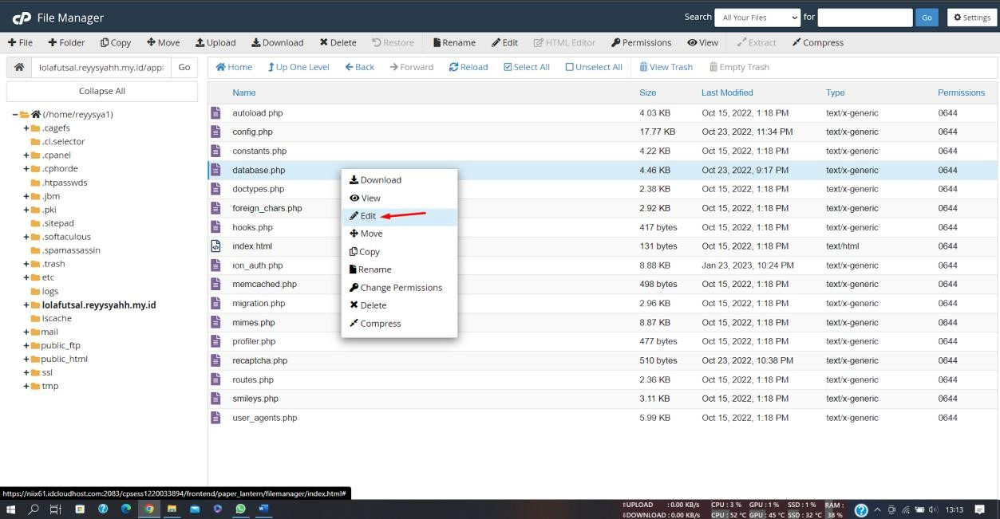 cP File Manager Search All Your Files for Go Settings
File Folder Copy Move Upload Download Delete Restore Rename Edit HTML Editor Permissions View Extract Compress
lolafutsal.reyysyahh.my.id/appl Go Home Up One Level Back Forward Reload Select All Unselect All View Trash Empty Trash
Collapse All
(/home/reyysya1)
.cagefs
.cl.selector
.cpanel
.cphorde
.htpasswds
.jbm
.pki
.sitepad
.softaculous
.spamassassin
.trash
etc
logs
lolafutsal.reyysyahh.my.id
lscache
mail
public_ftp
public_html
ssl
tmp
Name Size Last Modified Type Permissions
autoload.php 4.03 KB Oct 15, 2022, 1:18 PM text/x-generic 0644
config.php 17.77 KB Oct 23, 2022, 11:34 PM text/x-generic 0644
constants.php 4.22 KB Oct 15, 2022, 1:18 PM text/x-generic 0644
database.php 4.46 KB Oct 23, 2022, 9:17 PM text/x-generic 0644
doctypes.php 2.38 KB Oct 15, 2022, 1:18 PM text/x-generic 0644
foreign_chars.php 2.92 KB Oct 15, 2022, 1:18 PM text/x-generic 0644
hooks.php 417 bytes Oct 15, 2022, 1:18 PM text/x-generic 0644
index.html 131 bytes Oct 15, 2022, 1:18 PM text/html 0644
ion_auth.php 8.88 KB Jan 23, 2023, 10:24 PM text/x-generic 0644
memcached.php 498 bytes Oct 15, 2022, 1:18 PM text/x-generic 0644
migration.php 2.96 KB Oct 15, 2022, 1:18 PM text/x-generic 0644
mimes.php 8.87 KB Oct 15, 2022, 1:18 PM text/x-generic 0644
profiler.php 477 bytes Oct 15, 2022, 1:18 PM text/x-generic 0644
recaptcha.php 510 bytes Oct 23, 2022, 10:38 PM text/x-generic 0644
routes.php 2.36 KB Oct 15, 2022, 1:18 PM text/x-generic 0644
smileys.php 3.11 KB Oct 15, 2022, 1:18 PM text/x-generic 0644
user_agents.php 5.99 KB Oct 15, 2022, 1:18 PM text/x-generic 0644
Download
View
Edit
Move
Copy
Rename
Change Permissions
Delete
Compress
https://niix61.idcloudhost.com:2083/cpsess1220033894/frontend/paper_lantern/filemanager/index.html#
UPLOAD : 0.00 KB/s CPU : 3 % GPU : 1 % SSD : 1 % RAM :
DOWNLOAD : 0.00 KB/s CPU : 52 °C GPU : 45 °C SSD : 32 °C 38 %
13:13